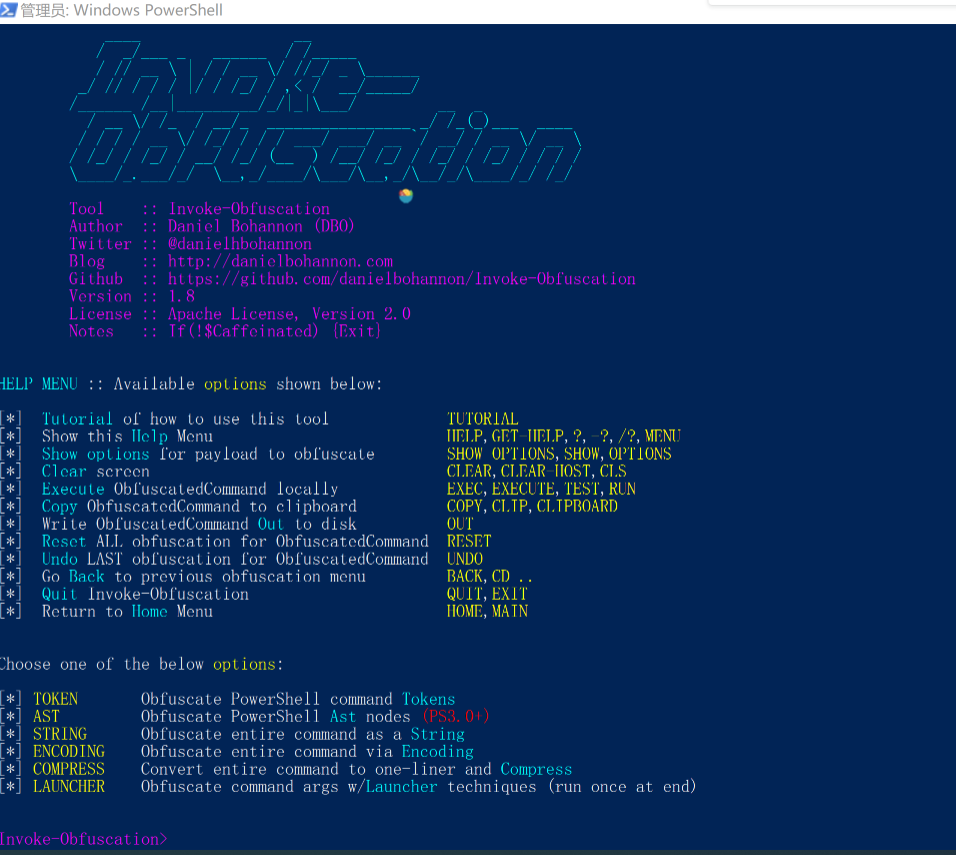 管理员: Windows PowerShell
Invoke-
Obfuscation
Tool :: Invoke-Obfuscation
Author :: Daniel Bohannon (DBO)
Twitter :: @danielhbohannon
Blog :: http://danielbohannon.com
Github :: https://github.com/danielbohannon/Invoke-Obfuscation
Version :: 1.8
License :: Apache License, Version 2.0
Notes :: If(!$Caffeinated) {Exit}
HELP MENU :: Available options shown below:
[*] Tutorial of how to use this tool TUTORIAL
[*] Show this Help Menu HELP,GET-HELP,?,-?,/?,MENU
[*] Show options for payload to obfuscate SHOW OPTIONS,SHOW,OPTIONS
[*] Clear screen CLEAR,CLEAR-HOST,CLS
[*] Execute ObfuscatedCommand locally EXEC,EXECUTE,TEST,RUN
[*] Copy ObfuscatedCommand to clipboard COPY,CLIP,CLIPBOARD
[*] Write ObfuscatedCommand Out to disk OUT
[*] Reset ALL obfuscation for ObfuscatedCommand RESET
[*] Undo LAST obfuscation for ObfuscatedCommand UNDO
[*] Go Back to previous obfuscation menu BACK,CD ..
[*] Quit Invoke-Obfuscation QUIT,EXIT
[*] Return to Home Menu HOME,MAIN
Choose one of the below options:
[*] TOKEN Obfuscate PowerShell command Tokens
[*] AST Obfuscate PowerShell Ast nodes (PS3.0+)
[*] STRING Obfuscate entire command as a String
[*] ENCODING Obfuscate entire command via Encoding
[*] COMPRESS Convert entire command to one-liner and Compress
[*] LAUNCHER Obfuscate command args w/Launcher techniques (run once at end)
Invoke-Obfuscation>